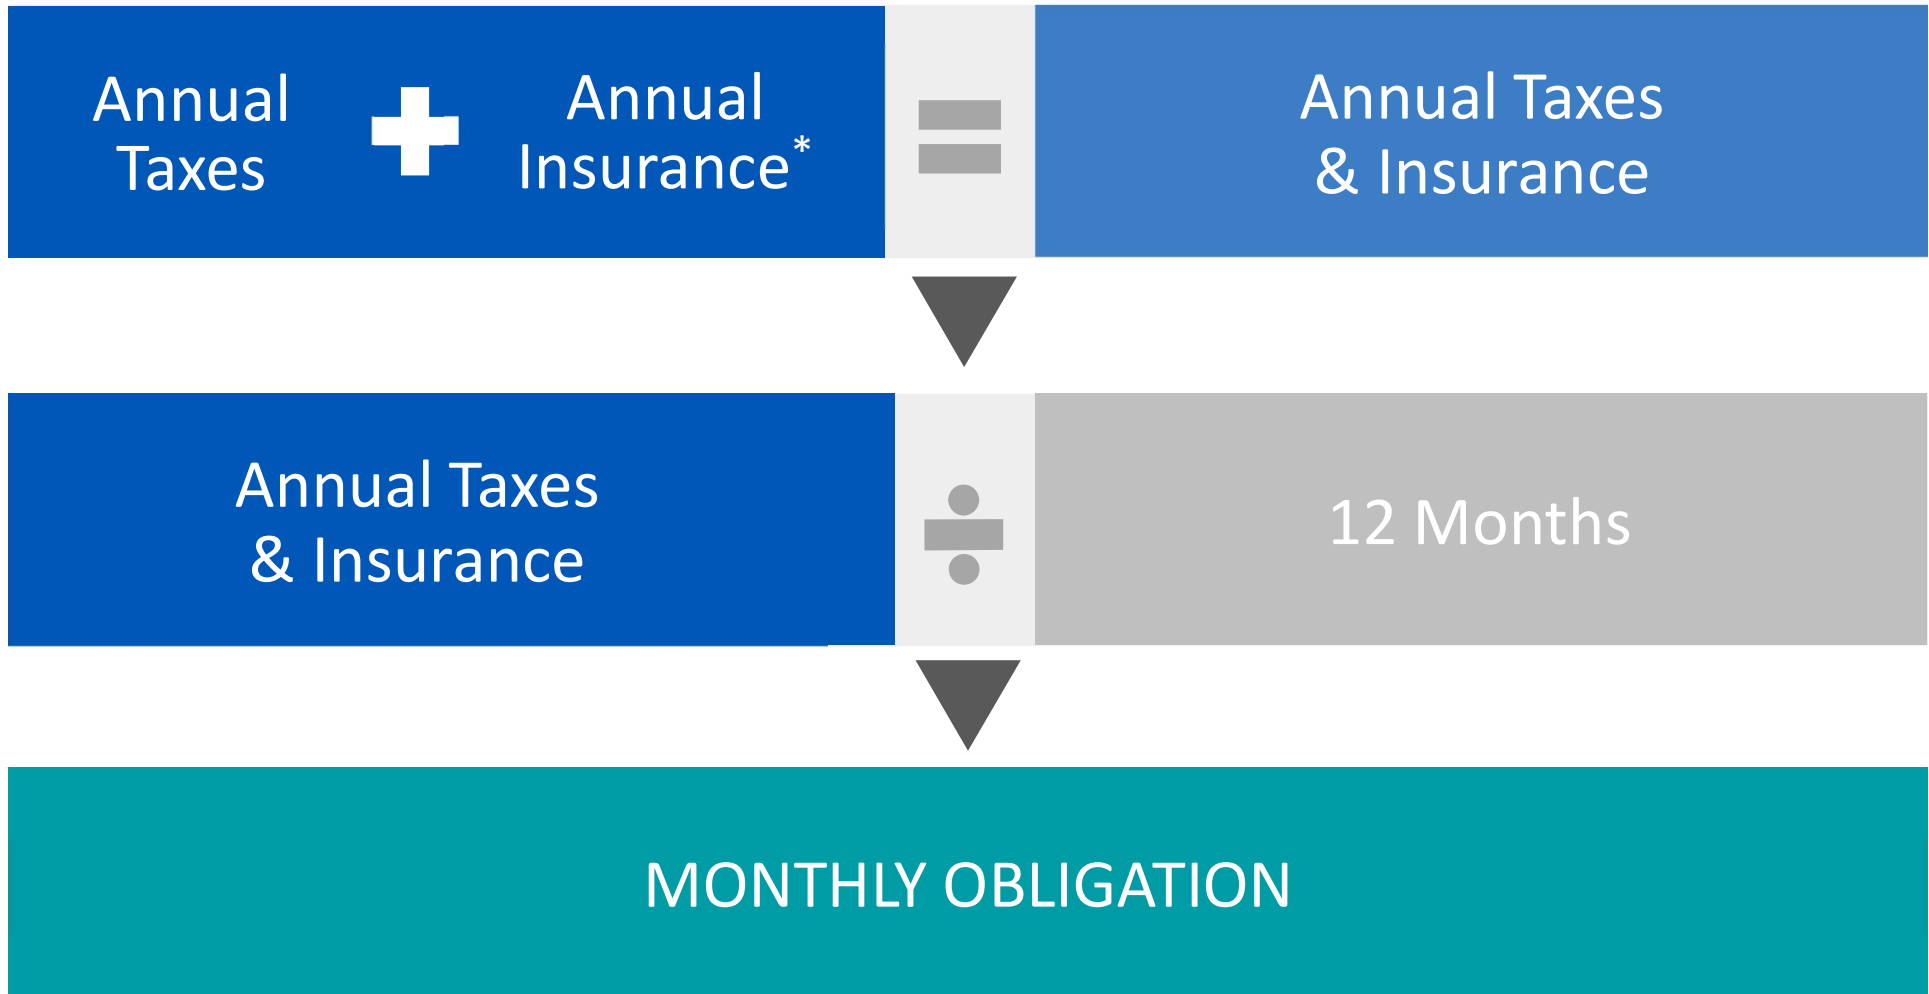 Annual
Taxes
Annual
Insurance*
Annual Taxes
& Insurance
Annual Taxes
& Insurance
12 Months
MONTHLY OBLIGATION